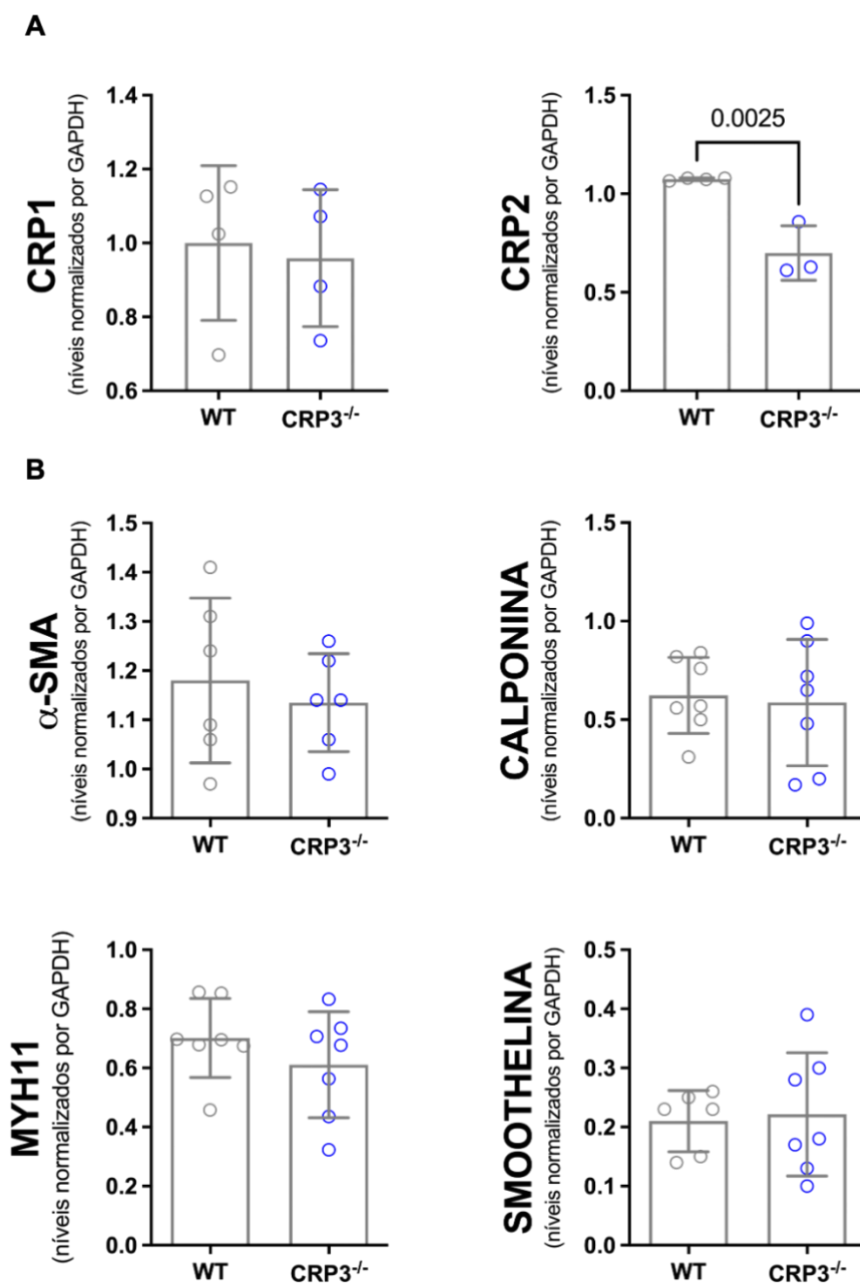 A
CRP1
(níveis normalizados por GAPDH)
1.4
1.2
1.0
0.8
0.6
WT
CRP3-/-
CRP2
(níveis normalizados por GAPDH)
1.5
1.0
0.5
0.0
0.0025
WT
CRP3-/-
B
α-SMA
(níveis normalizados por GAPDH)
1.5
1.4
1.3
1.2
1.1
1.0
0.9
WT
CRP3-/-
CALPONINA
(níveis normalizados por GAPDH)
1.5
1.0
0.5
0.0
WT
CRP3-/-
MYH11
(níveis normalizados por GAPDH)
1.0
0.8
0.6
0.4
0.2
0.0
WT
CRP3-/-
SMOOTHELINA
(níveis normalizados por GAPDH)
0.5
0.4
0.3
0.2
0.1
0.0
WT
CRP3-/-